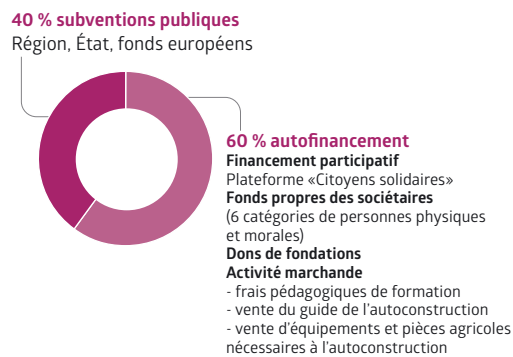 40 % subventions publiques
Région, État, fonds européens
60 % autofinancement
Financement participatif
Plateforme «Citoyens solidaires»
Fonds propres des sociétaires
(6 catégories de personnes physiques
et morales)
Dons de fondations
Activité marchande
- frais pédagogiques de formation
- vente du guide de l'autoconstruction
- vente d'équipements et pièces agricoles
nécessaires à l'autoconstruction